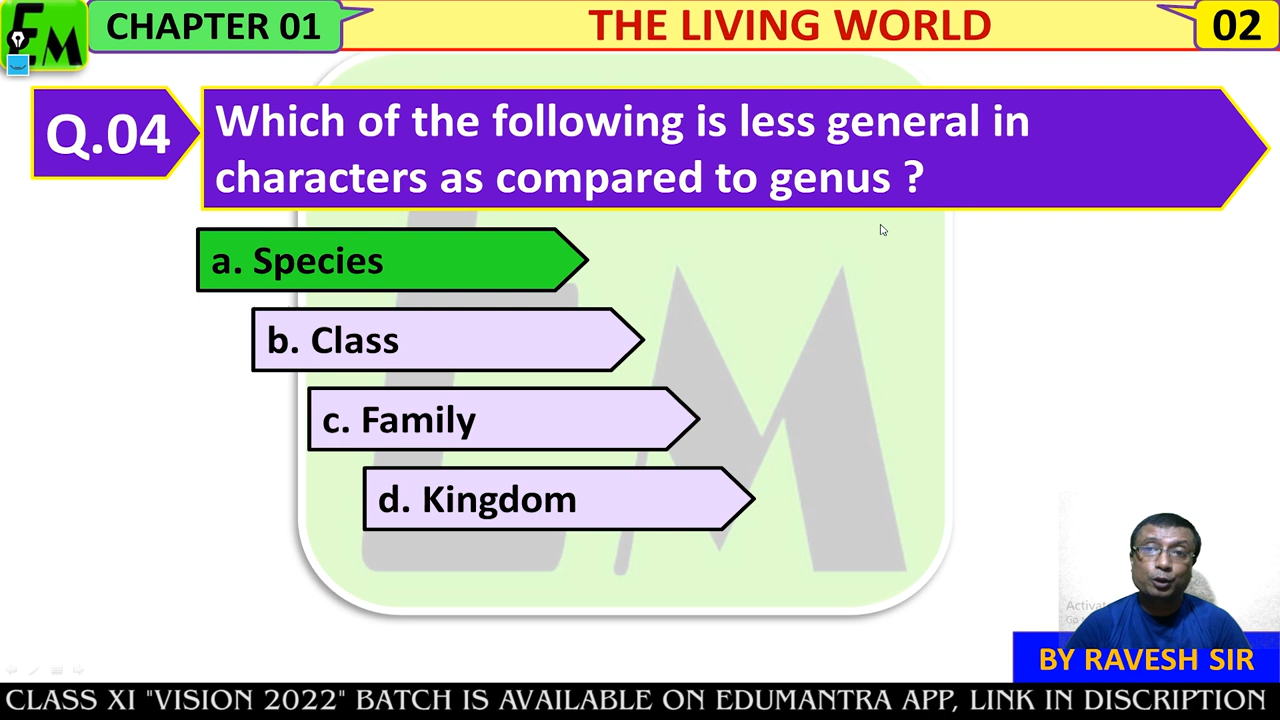 EM
CHAPTER 01
THE LIVING WORLD
02
Q.04
Which of the following is less general in
characters as compared to genus ?
a. Species
b. Class
c. Family
d. Kingdom
EM
BY RAVESH SIR
CLASS XI "VISION 2022" BATCH IS AVAILABLE ON EDUMANTRA APP, LINK IN DISCRIPTION